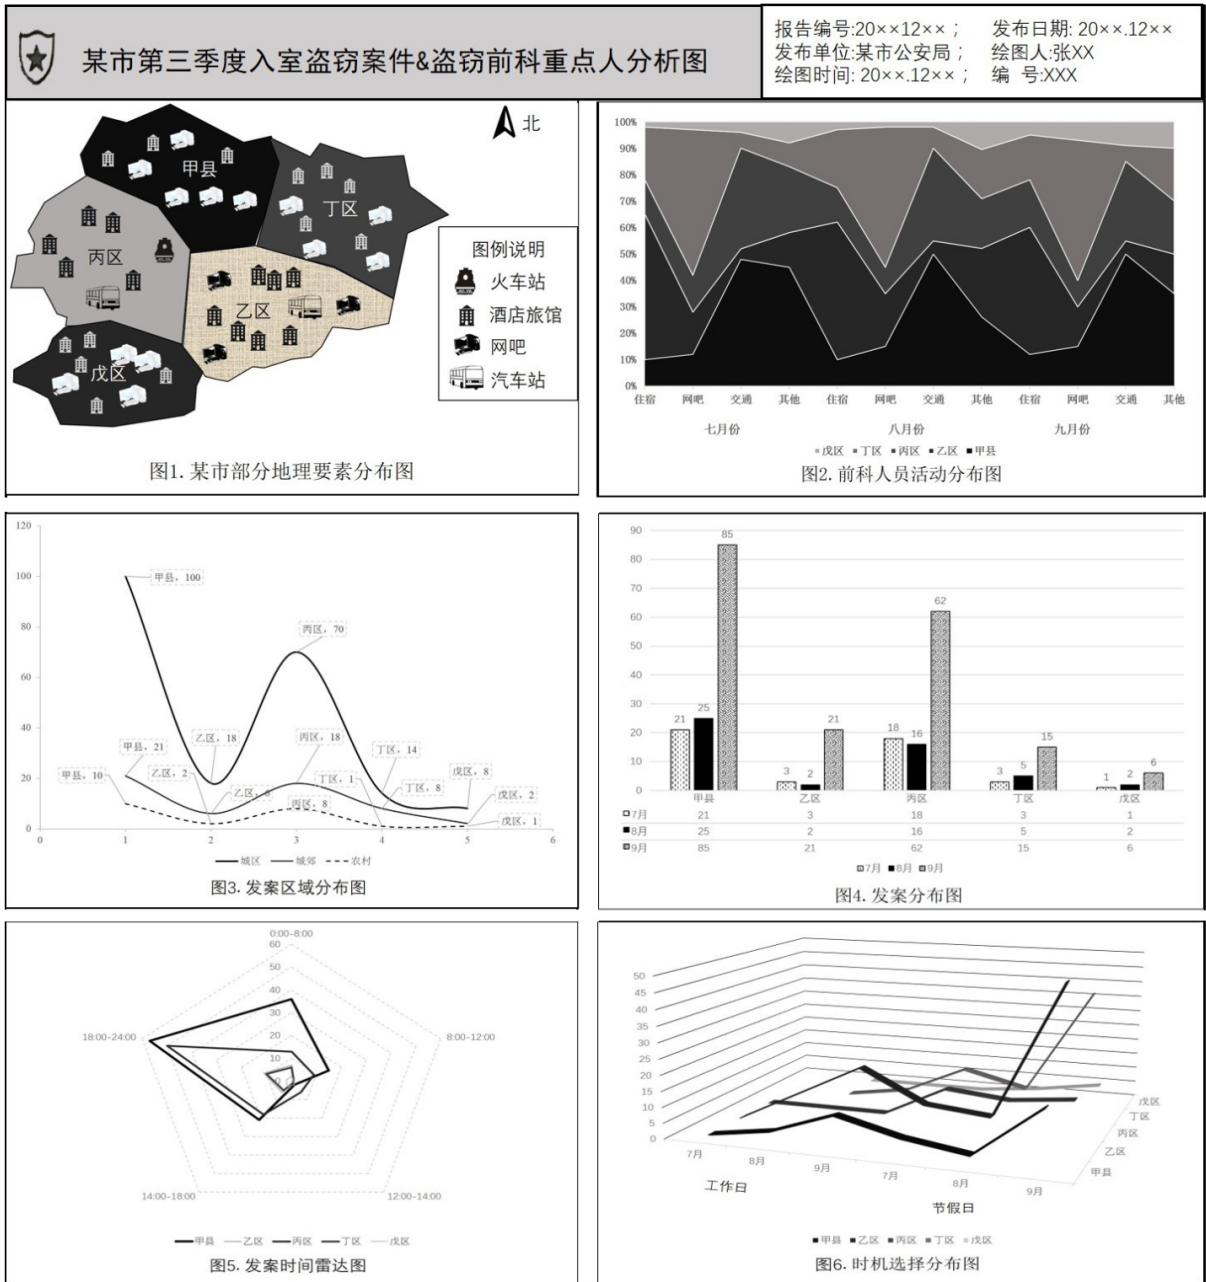 某市第三季度入室盗窃案件&盗窃前科重点人分析图
报告编号:20××12××； 发布日期: 20××.12××
发布单位:某市公安局； 绘图人:张XX
绘图时间: 20××.12××； 编 号:XXX
北
甲县
丁区
丙区
乙区
戊区
图例说明
火车站
酒店旅馆
网吧
汽车站
图1.某市部分地理要素分布图
100%
90%
80%
70%
60%
50%
40%
30%
20%
10%
0%
住宿 网吧 交通 其他 住宿 网吧 交通 其他 住宿 网吧 交通 其他
七月份 八月份 九月份
■戊区 ■丁区 ■丙区 ■乙区 ■甲县
图2.前科人员活动分布图
120
100
80
60
40
20
0
甲县，100
丙区，70
甲县，21
乙区，18
丙区，18
丁区，14
甲县，10
乙区，2
丁区，1
戊区，8
乙区，6
丁区，8
戊区，2
丙区，8
戊区，1
0 1 2 3 4 5 6
城区 城郊 农村
图3.发案区域分布图
90
80
70
60
50
40
30
20
10
0
21 25 85
3 2 21
18 16 62
3 5 15
1 2 6
甲县 乙区 丙区 丁区 戊区
7月 21 3 18 3 1
8月 25 2 16 5 2
9月 85 21 62 15 6
7月 8月 9月
图4.发案分布图
0:00-8:00
60
50
40
30
20
10
0
18:00-24:00
8:00-12:00
14:00-18:00
12:00-14:00
甲县 乙区 丙区 丁区 戊区
图5.发案时间雷达图
50
45
40
35
30
25
20
15
10
5
0
7月 8月 9月 7月 8月 9月
工作日
节假日
戊区
丁区
丙区
乙区
甲县
■甲县 ■乙区 ■丙区 ■丁区 ■戊区
图6.时机选择分布图